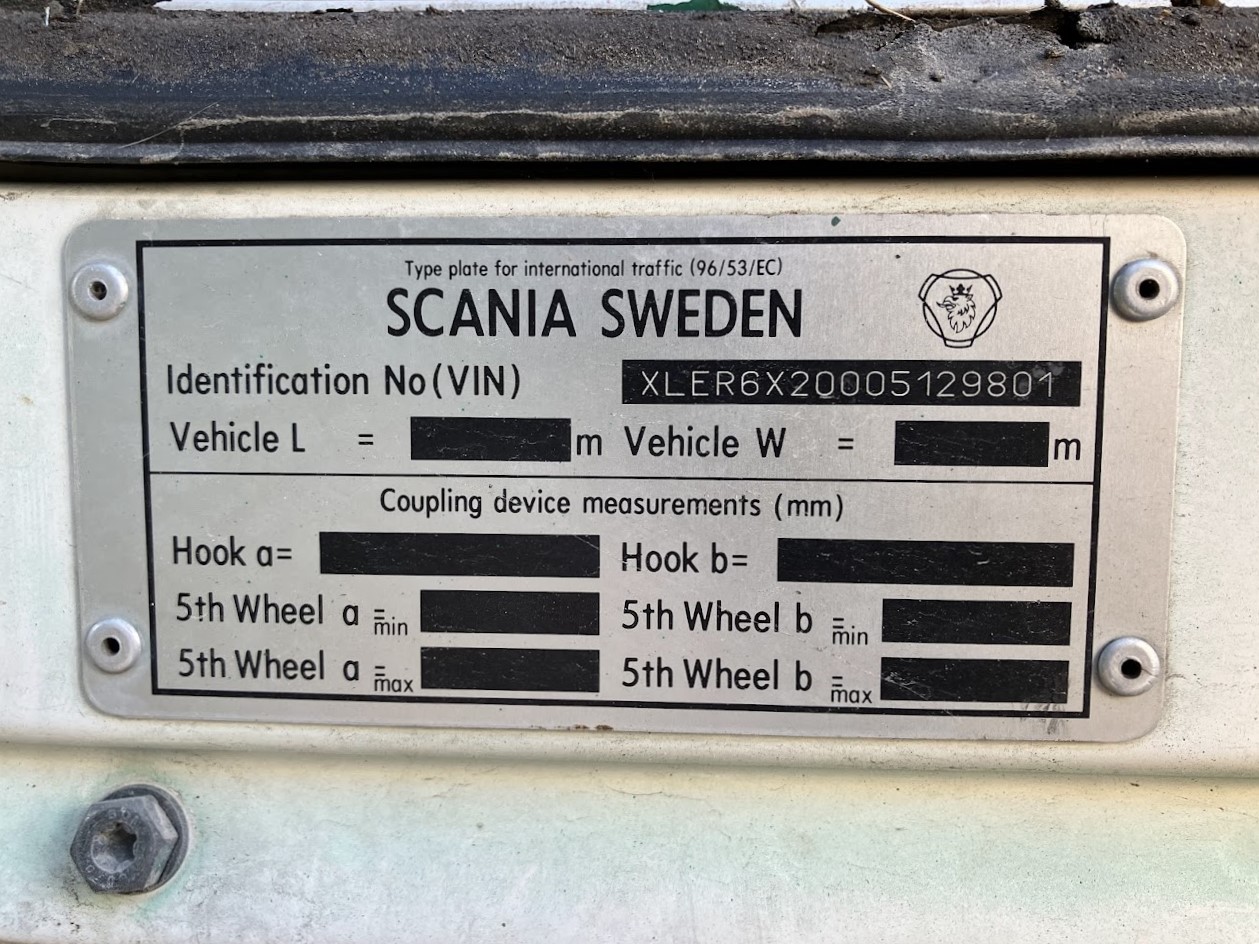 Type plate for international traffic (96/53/EC)
SCANIA SWEDEN
Identification No (VIN) XLER6X20005129801
Vehicle L = m Vehicle W = m
Coupling device measurements (mm)
Hook a= Hook b=
5th Wheel a = min 5th Wheel b = min
5th Wheel a = max 5th Wheel b = max